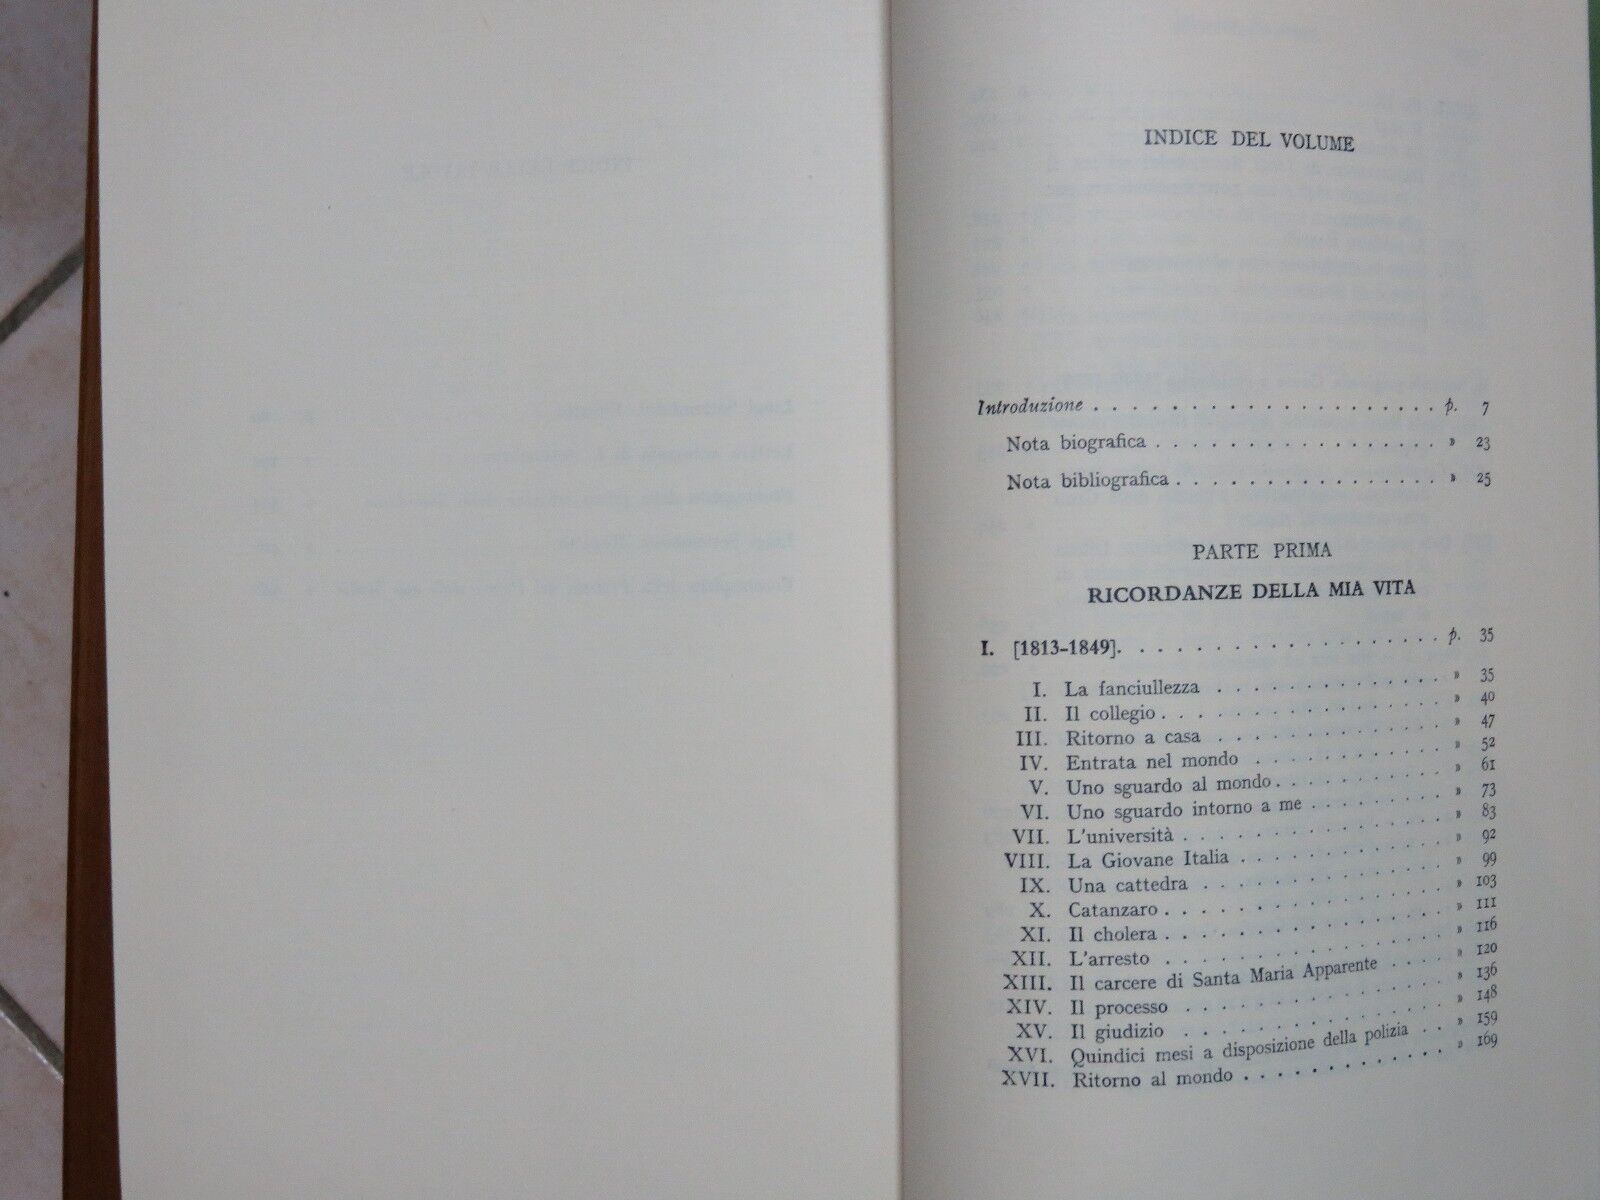 INDICE DEL VOLUME
Introduzione . . . . . . . . . . . . . . . . . . . . . p. 7
Nota biografica . . . . . . . . . . . . . . . . . » 23
Nota bibliografica . . . . . . . . . . . . . . . . » 25
PARTE PRIMA
RICORDANZE DELLA MIA VITA
I. [1813-1849]. . . . . . . . . . . . . . . . . . p. 35
I. La fanciullezza . . . . . . . . . . . . . . » 35
II. Il collegio . . . . . . . . . . . . . . . . » 40
III. Ritorno a casa . . . . . . . . . . . . . . » 47
IV. Entrata nel mondo . . . . . . . . . . . . » 52
V. Uno sguardo al mondo . . . . . . . . . . . » 61
VI. Uno sguardo intorno a me . . . . . . . . . » 73
VII. L'università . . . . . . . . . . . . . . . » 83
VIII. La Giovane Italia . . . . . . . . . . . . . » 92
IX. Una cattedra . . . . . . . . . . . . . . . » 99
X. Catanzaro . . . . . . . . . . . . . . . . » 103
XI. Il cholera . . . . . . . . . . . . . . . . » 111
XII. L'arresto . . . . . . . . . . . . . . . . » 116
XIII. Il carcere di Santa Maria Apparente . . . . » 120
XIV. Il processo . . . . . . . . . . . . . . . » 136
XV. Il giudizio . . . . . . . . . . . . . . . » 148
XVI. Quindici mesi a disposizione della polizia . . » 159
XVII. Ritorno al mondo . . . . . . . . . . . . . » 169